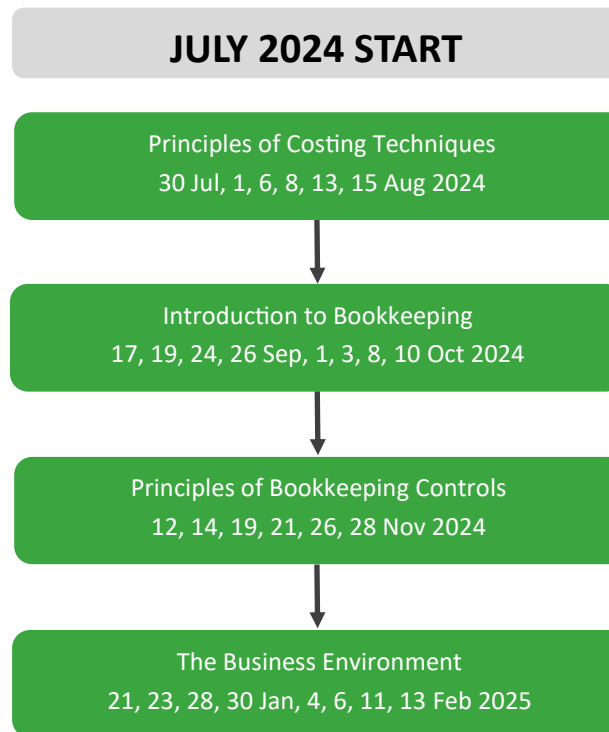 JULY 2024 START
Principles of Costing Techniques
30 Jul, 1, 6, 8, 13, 15 Aug 2024
Introduction to Bookkeeping
17, 19, 24, 26 Sep, 1, 3, 8, 10 Oct 2024
Principles of Bookkeeping Controls
12, 14, 19, 21, 26, 28 Nov 2024
The Business Environment
21, 23, 28, 30 Jan, 4, 6, 11, 13 Feb 2025